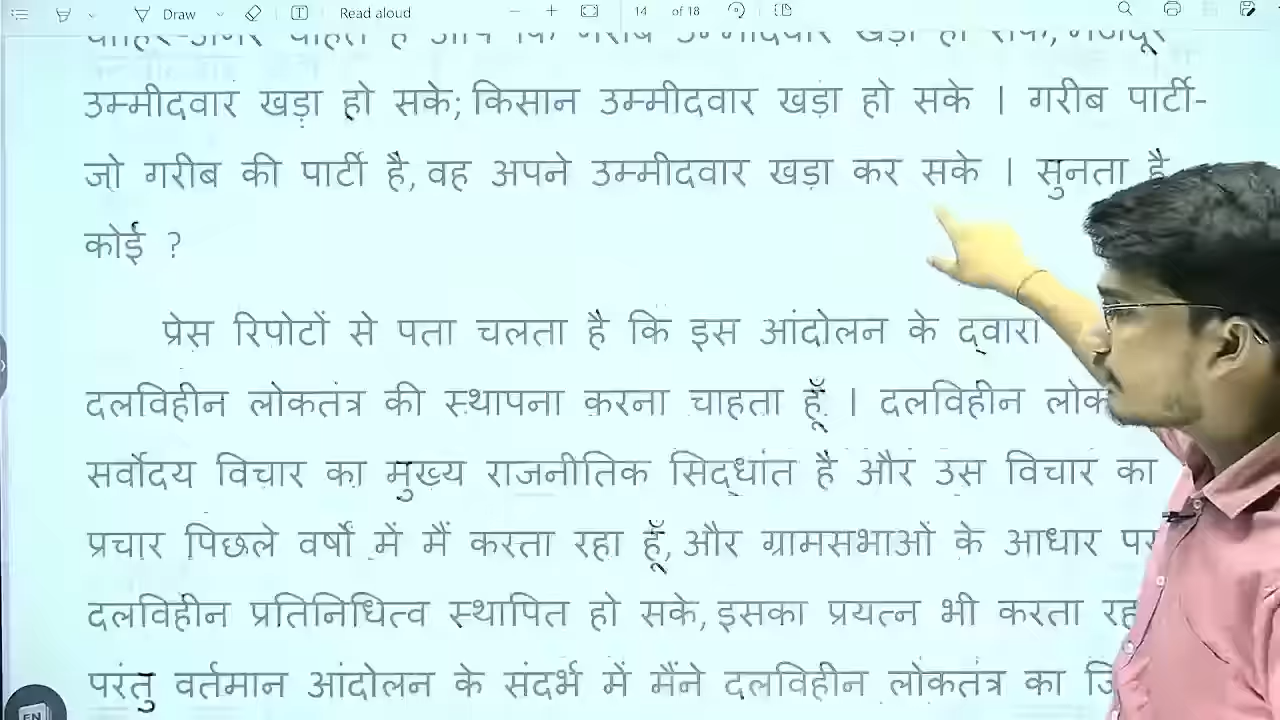 Draw Read aloud 14 of 18
उम्मीदवार खड़ा हो सके; किसान उम्मीदवार खड़ा हो सके । गरीब पार्टी-
जो गरीब की पार्टी है, वह अपने उम्मीदवार खड़ा कर सके । सुनता है
कोई ?
प्रेस रिपोटों से पता चलता है कि इस आंदोलन के द्वारा
दलविहीन लोकतंत्र की स्थापना करना चाहता हूँ । दलविहीन
सर्वोदय विचार का मुख्य राजनीतिक सिद्धांत है और उस विचार का
प्रचार पिछले वर्षों में मैं करता रहा हूँ, और ग्रामसभाओं के आधार पर
दलविहीन प्रतिनिधित्व स्थापित हो सके, इसका प्रयत्न भी करता
परंतु वर्तमान आंदोलन के संदर्भ में मैंने दलविहीन लोकतंत्र का
EN